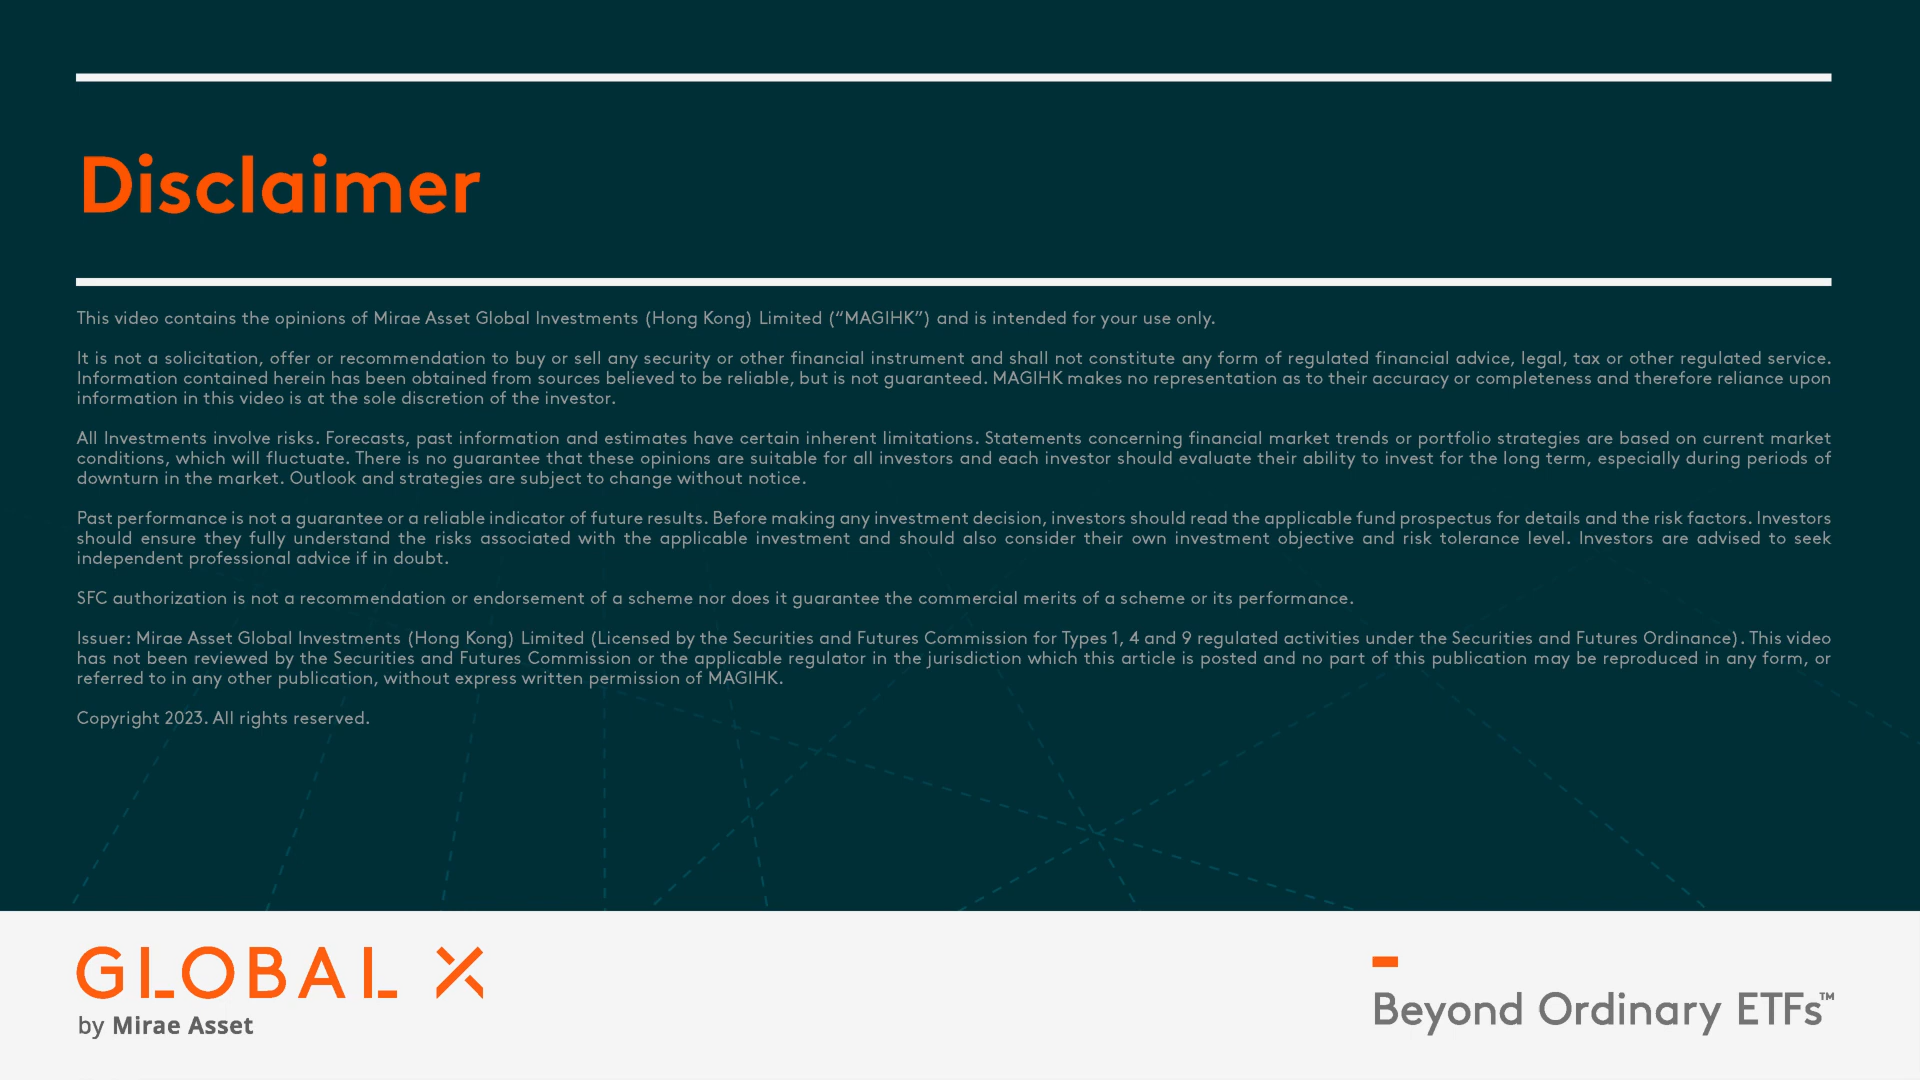 Disclaimer
This video contains the opinions of Mirae Asset Global Investments (Hong Kong) Limited (“MAGIHK”) and is intended for your use only.
It is not a solicitation, offer or recommendation to buy or sell any security or other financial instrument and shall not constitute any form of regulated financial advice, legal, tax or other regulated service.
Information contained herein has been obtained from sources believed to be reliable, but is not guaranteed. MAGIHK makes no representation as to their accuracy or completeness and therefore reliance upon
information in this video is at the sole discretion of the investor.
All Investments involve risks. Forecasts, past information and estimates have certain inherent limitations. Statements concerning financial market trends or portfolio strategies are based on current market
conditions, which will fluctuate. There is no guarantee that these opinions are suitable for all investors and each investor should evaluate their ability to invest for the long term, especially during periods of
downturn in the market. Outlook and strategies are subject to change without notice.
Past performance is not a guarantee or a reliable indicator of future results. Before making any investment decision, investors should read the applicable fund prospectus for details and the risk factors. Investors
should ensure they fully understand the risks associated with the applicable investment and should also consider their own investment objective and risk tolerance level. Investors are advised to seek
independent professional advice if in doubt.
SFC authorization is not a recommendation or endorsement of a scheme nor does it guarantee the commercial merits of a scheme or its performance.
Issuer: Mirae Asset Global Investments (Hong Kong) Limited (Licensed by the Securities and Futures Commission for Types 1, 4 and 9 regulated activities under the Securities and Futures Ordinance). This video
has not been reviewed by the Securities and Futures Commission or the applicable regulator in the jurisdiction which this article is posted and no part of this publication may be reproduced in any form, or
referred to in any other publication, without express written permission of MAGIHK.
Copyright 2023. All rights reserved.
GLOBAL X
by Mirae Asset
Beyond Ordinary ETFs™